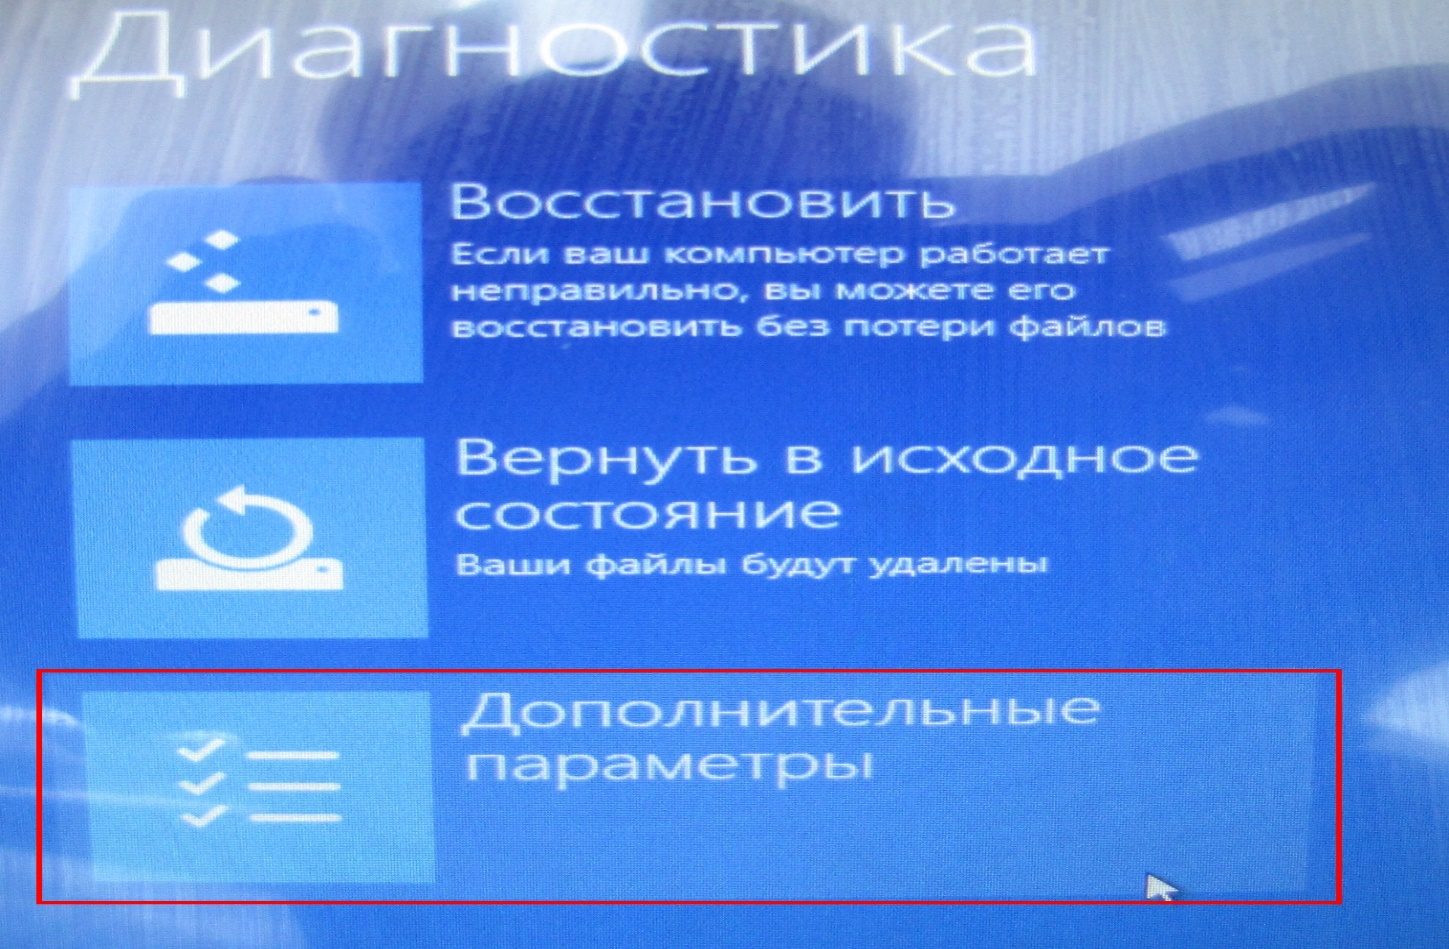 Диагностика
Восстановить
Если ваш компьютер работает
неправильно, вы можете его
восстановить без потери файлов
Вернуть в исходное
состояние
Ваши файлы будут удалены
Дополнительные
параметры